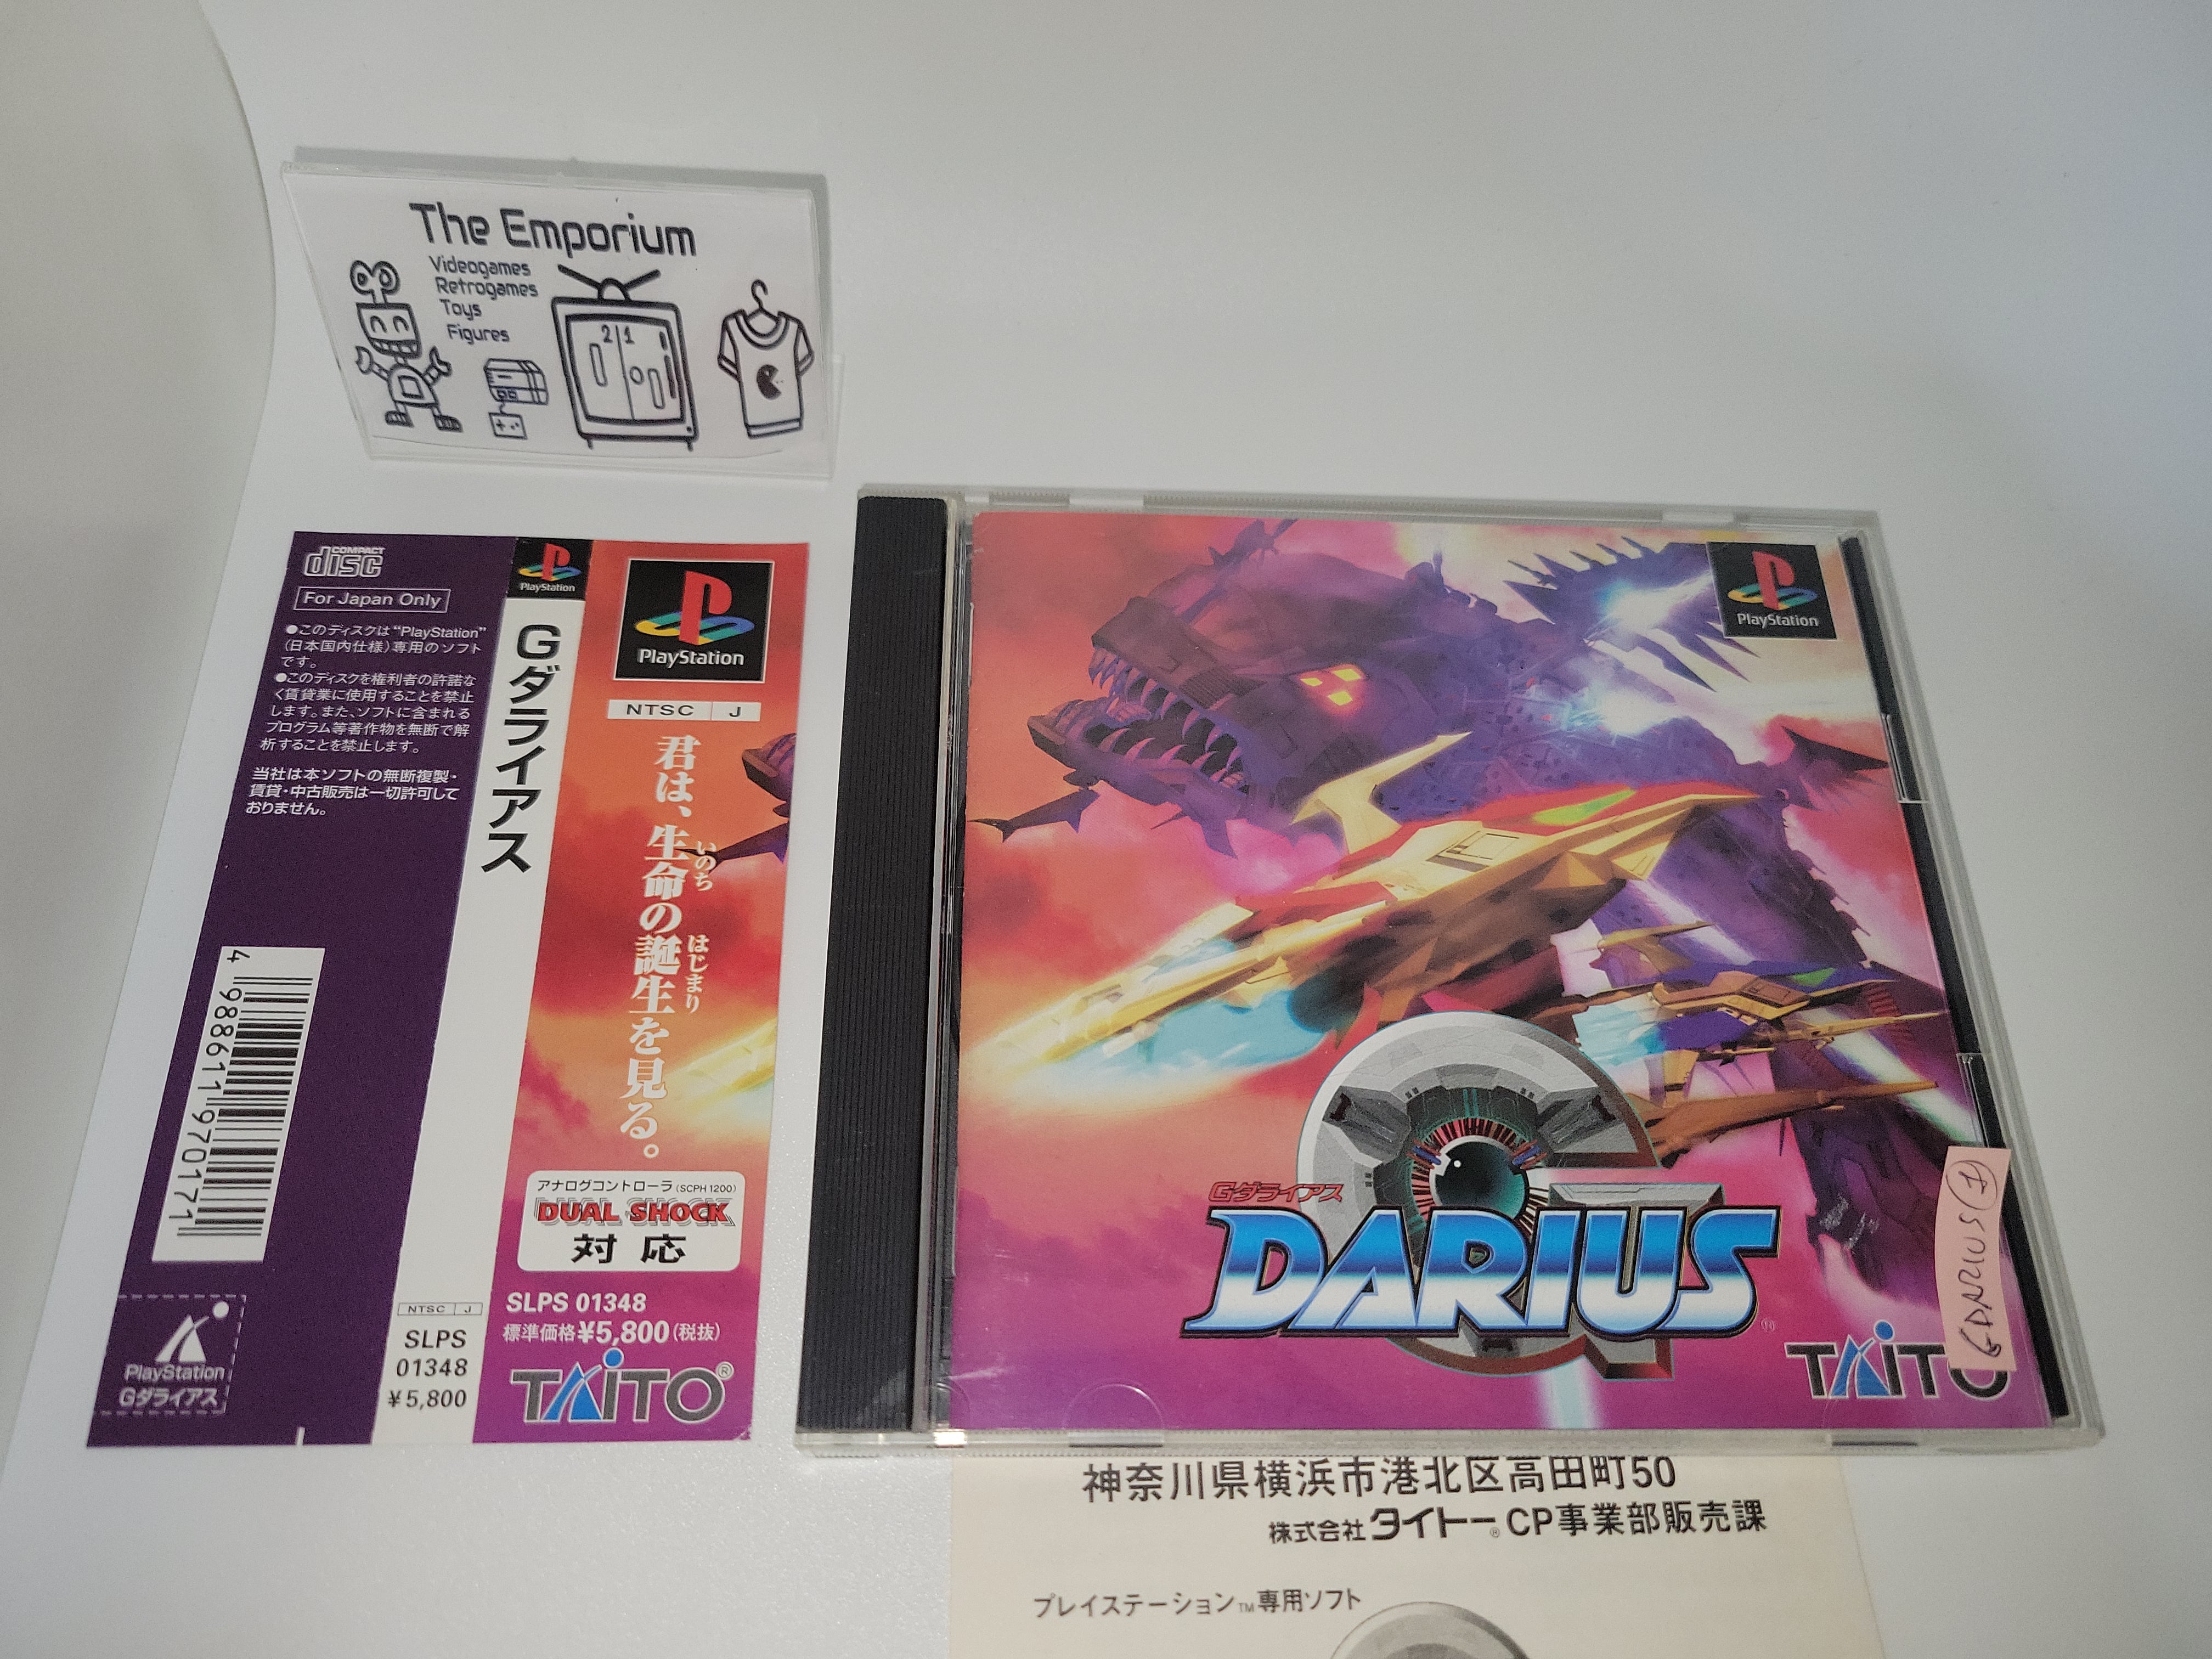 The Emporium
Videogames
Retrogames
Toys
Figures
2 1
COMPACT
disc
For Japan Only
●このディスクは“PlayStation”
(日本国内仕様)専用のソフト
です。
●このディスクを権利者の許諾な
く賃貸業に使用することを禁止
します。また、ソフトに含まれる
プログラム等著作物を無断で解
析することを禁止します。
当社は本ソフトの無断複製・
賃貸・中古販売は一切許可して
おりません。
4 988611 970171
PlayStation
Gダライアス
PlayStation
Gダライアス
NTSC J
SLPS
01348
¥5,800
PlayStation
NTSC J
君は、生命の誕生を見る。
いのち
はじまり
アナログコントローラ(SCPH1200)
DUAL SHOCK
対応
SLPS 01348
標準価格¥5,800(税抜)
TAITO®
PlayStation
Gダライアス
DARIUS
TAITO
神奈川県横浜市港北区高田町50
株式会社タイトー® CP事業部販売課
プレイステーション™専用ソフト